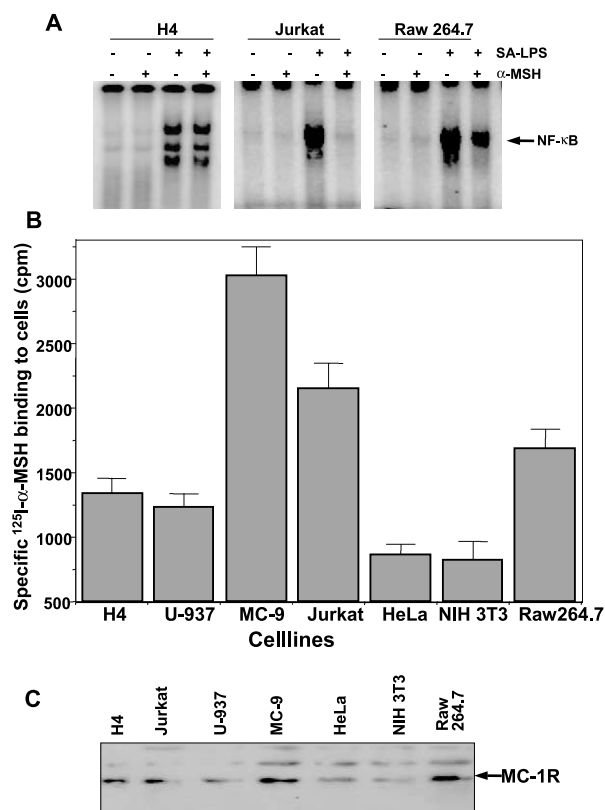 A
H4
Jurkat
Raw 264.7
+ + + + + + SA-LPS
- - - - - -
- + - + - + - + - + - + α-MSH
NF-κB
B
Specific ¹²⁵I-α-MSH binding to cells (cpm)
3000
2500
2000
1500
1000
500
H4 U-937 MC-9 Jurkat HeLa NIH 3T3 Raw264.7
Celllines
C
H4 Jurkat U-937 MC-9 HeLa NIH 3T3 Raw 264.7
MC-1R